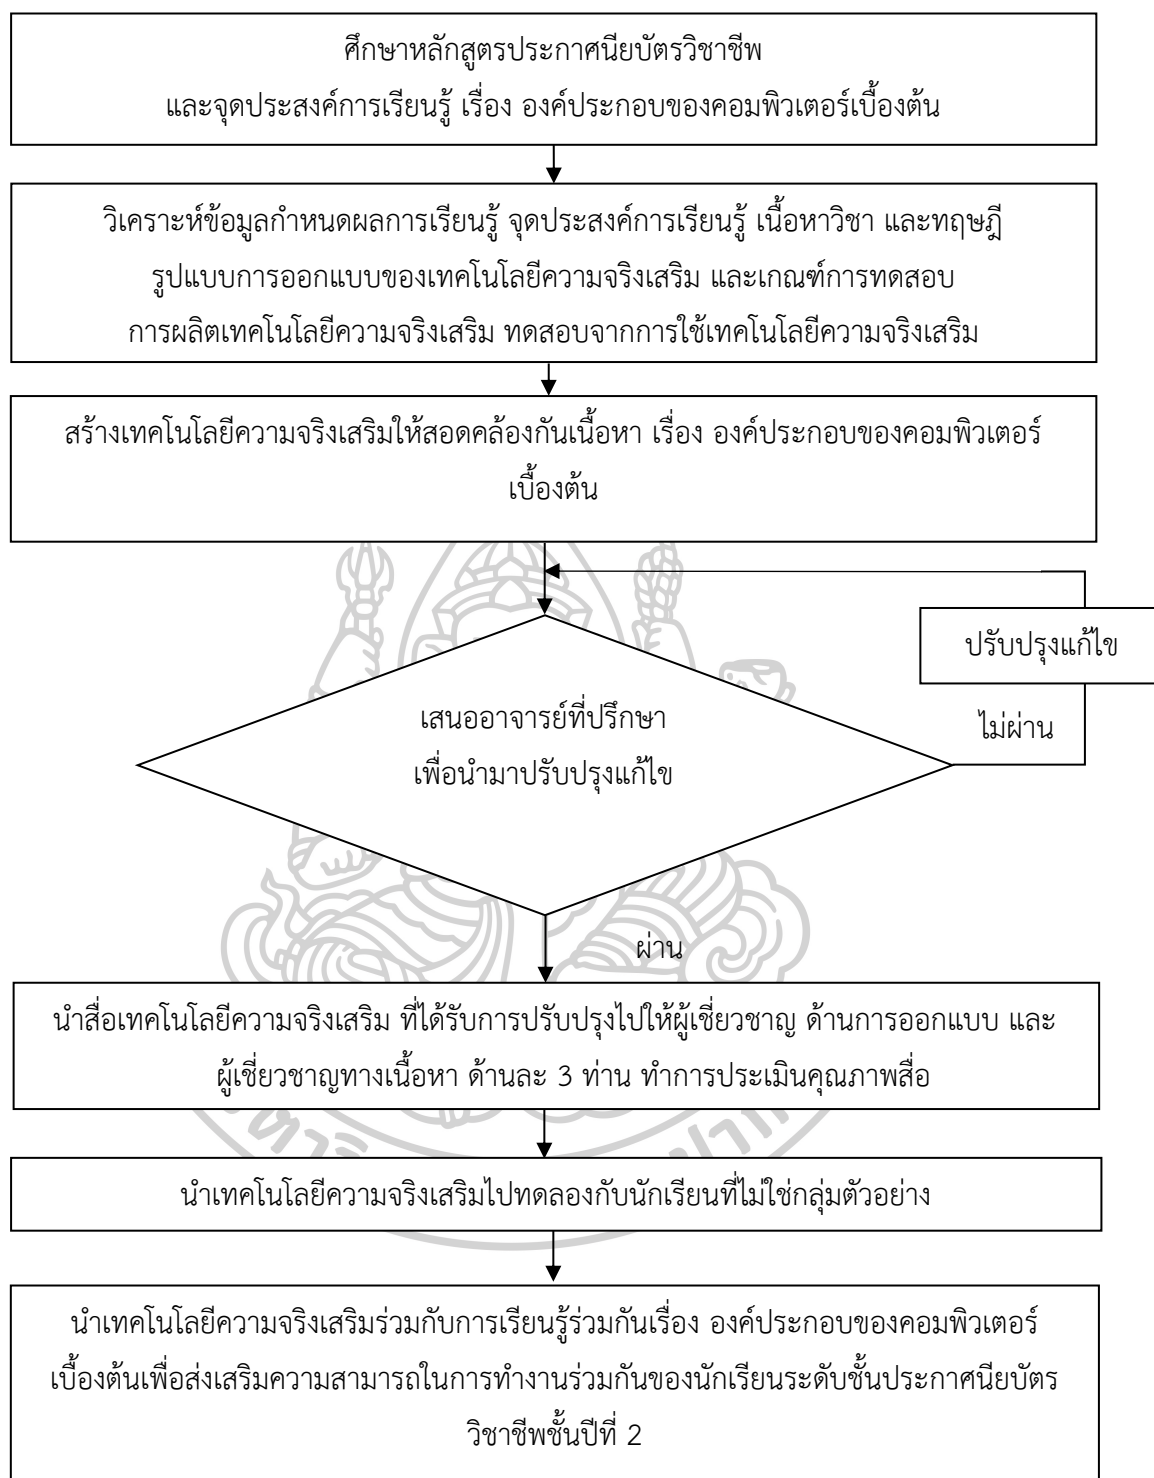 ศึกษาหลักสูตรประกาศนียบัตรวิชาชีพ
และจุดประสงค์การเรียนรู้ เรื่อง องค์ประกอบของคอมพิวเตอร์เบื้องต้น
วิเคราะห์ข้อมูลกำหนดผลการเรียนรู้ จุดประสงค์การเรียนรู้ เนื้อหาวิชา และทฤษฎี
รูปแบบการออกแบบของเทคโนโลยีความจริงเสริม และเกณฑ์การทดสอบ
การผลิตเทคโนโลยีความจริงเสริม ทดสอบจากการใช้เทคโนโลยีความจริงเสริม
สร้างเทคโนโลยีความจริงเสริมให้สอดคล้องกันเนื้อหา เรื่อง องค์ประกอบของคอมพิวเตอร์
เบื้องต้น
ปรับปรุงแก้ไข
ไม่ผ่าน
เสนออาจารย์ที่ปรึกษา
เพื่อนำมาปรับปรุงแก้ไข
ผ่าน
นำสื่อเทคโนโลยีความจริงเสริม ที่ได้รับการปรับปรุงไปให้ผู้เชี่ยวชาญ ด้านการออกแบบ และ
ผู้เชี่ยวชาญทางเนื้อหา ด้านละ 3 ท่าน ทำการประเมินคุณภาพสื่อ
นำเทคโนโลยีความจริงเสริมไปทดลองกับนักเรียนที่ไม่ใช่กลุ่มตัวอย่าง
นำเทคโนโลยีความจริงเสริมร่วมกับการเรียนรู้ร่วมกันเรื่อง องค์ประกอบของคอมพิวเตอร์
เบื้องต้นเพื่อส่งเสริมความสามารถในการทำงานร่วมกันของนักเรียนระดับชั้นประกาศนียบัตร
วิชาชีพชั้นปีที่ 2